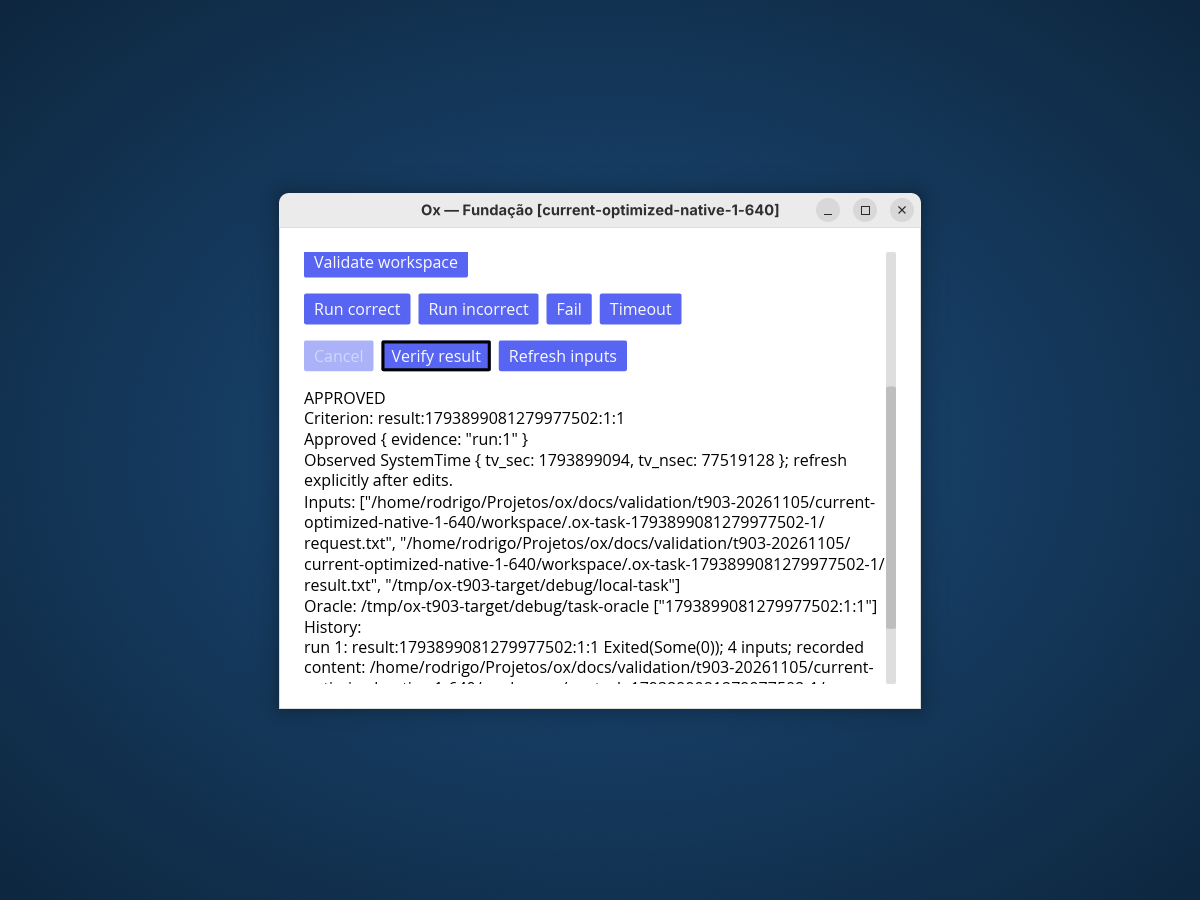 Ox — Fundação [current-optimized-native-1-640]
Validate workspace
Run correct Run incorrect Fail Timeout
Cancel Verify result Refresh inputs
APPROVED
Criterion: result:1793899081279977502:1:1
Approved { evidence: "run:1" }
Observed SystemTime { tv_sec: 1793899094, tv_nsec: 77519128 }; refresh
explicitly after edits.
Inputs: ["/home/rodrigo/Projetos/ox/docs/validation/t903-20261105/current-
optimized-native-1-640/workspace/.ox-task-1793899081279977502-1/
request.txt", "/home/rodrigo/Projetos/ox/docs/validation/t903-20261105/
current-optimized-native-1-640/workspace/.ox-task-1793899081279977502-1/
result.txt", "/tmp/ox-t903-target/debug/local-task"]
Oracle: /tmp/ox-t903-target/debug/task-oracle ["1793899081279977502:1:1"]
History:
run 1: result:1793899081279977502:1:1 Exited(Some(0)); 4 inputs; recorded
content: /home/rodrigo/Projetos/ox/docs/validation/t903-20261105/current-